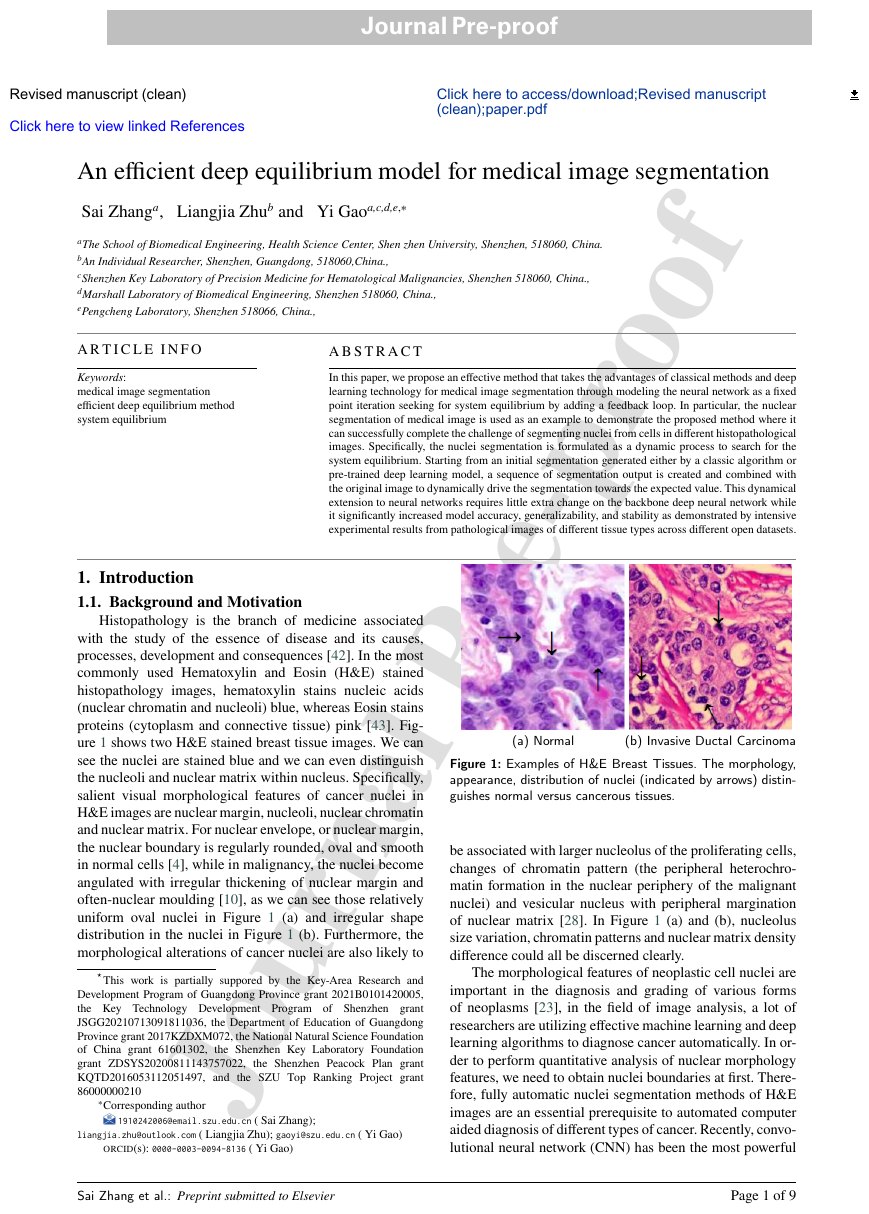 Journal Pre-proof
Revised manuscript (clean)
Click here to access/download;Revised manuscript
(clean);paper.pdf
Click here to view linked References
An efficient deep equilibrium model for medical image segmentation
Sai Zhangᵃ, Liangjia Zhuᵇ and Yi Gaoᵃ,ᶜ,ᵈ,ᵉ,*
ᵃThe School of Biomedical Engineering, Health Science Center, Shen zhen University, Shenzhen, 518060, China.
ᵇAn Individual Researcher, Shenzhen, Guangdong, 518060,China.,
ᶜShenzhen Key Laboratory of Precision Medicine for Hematological Malignancies, Shenzhen 518060, China.,
ᵈMarshall Laboratory of Biomedical Engineering, Shenzhen 518060, China.,
ᵉPengcheng Laboratory, Shenzhen 518066, China.,
ARTICLE INFO
Keywords:
medical image segmentation
efficient deep equilibrium method
system equilibrium
ABSTRACT
In this paper, we propose an effective method that takes the advantages of classical methods and deep
learning technology for medical image segmentation through modeling the neural network as a fixed
point iteration seeking for system equilibrium by adding a feedback loop. In particular, the nuclear
segmentation of medical image is used as an example to demonstrate the proposed method where it
can successfully complete the challenge of segmenting nuclei from cells in different histopathological
images. Specifically, the nuclei segmentation is formulated as a dynamic process to search for the
system equilibrium. Starting from an initial segmentation generated either by a classic algorithm or
pre-trained deep learning model, a sequence of segmentation output is created and combined with
the original image to dynamically drive the segmentation towards the expected value. This dynamical
extension to neural networks requires little extra change on the backbone deep neural network while
it significantly increased model accuracy, generalizability, and stability as demonstrated by intensive
experimental results from pathological images of different tissue types across different open datasets.
1. Introduction
1.1. Background and Motivation
Histopathology is the branch of medicine associated
with the study of the essence of disease and its causes,
processes, development and consequences [42]. In the most
commonly used Hematoxylin and Eosin (H&E) stained
histopathology images, hematoxylin stains nucleic acids
(nuclear chromatin and nucleoli) blue, whereas Eosin stains
proteins (cytoplasm and connective tissue) pink [43]. Fig-
ure 1 shows two H&E stained breast tissue images. We can
see the nuclei are stained blue and we can even distinguish
the nucleoli and nuclear matrix within nucleus. Specifically,
salient visual morphological features of cancer nuclei in
H&E images are nuclear margin, nucleoli, nuclear chromatin
and nuclear matrix. For nuclear envelope, or nuclear margin,
the nuclear boundary is regularly rounded, oval and smooth
in normal cells [4], while in malignancy, the nuclei become
angulated with irregular thickening of nuclear margin and
often-nuclear moulding [10], as we can see those relatively
uniform oval nuclei in Figure 1 (a) and irregular shape
distribution in the nuclei in Figure 1 (b). Furthermore, the
morphological alterations of cancer nuclei are also likely to
*This work is partially suppored by the Key-Area Research and
Development Program of Guangdong Province grant 2021B0101420005,
the Key Technology Development Program of Shenzhen grant
JSGG20210713091811036, the Department of Education of Guangdong
Province grant 2017KZDXM072, the National Natural Science Foundation
of China grant 61601302, the Shenzhen Key Laboratory Foundation
grant ZDSYS20200811143757022, the Shenzhen Peacock Plan grant
KQTD2016053112051497, and the SZU Top Ranking Project grant
86000000210
*Corresponding author
1910242006@email.szu.edu.cn ( Sai Zhang);
liangjia.zhu@outlook.com ( Liangjia Zhu); gaoyi@szu.edu.cn ( Yi Gao)
ORCID(s): 0000-0003-0094-8136 ( Yi Gao)
(a) Normal
(b) Invasive Ductal Carcinoma
Figure 1: Examples of H&E Breast Tissues. The morphology,
appearance, distribution of nuclei (indicated by arrows) distin-
guishes normal versus cancerous tissues.
be associated with larger nucleolus of the proliferating cells,
changes of chromatin pattern (the peripheral heterochro-
matin formation in the nuclear periphery of the malignant
nuclei) and vesicular nucleus with peripheral margination
of nuclear matrix [28]. In Figure 1 (a) and (b), nucleolus
size variation, chromatin patterns and nuclear matrix density
difference could all be discerned clearly.
The morphological features of neoplastic cell nuclei are
important in the diagnosis and grading of various forms
of neoplasms [23], in the field of image analysis, a lot of
researchers are utilizing effective machine learning and deep
learning algorithms to diagnose cancer automatically. In or-
der to perform quantitative analysis of nuclear morphology
features, we need to obtain nuclei boundaries at first. There-
fore, fully automatic nuclei segmentation methods of H&E
images are an essential prerequisite to automated computer
aided diagnosis of different types of cancer. Recently, convo-
lutional neural network (CNN) has been the most powerful
Sai Zhang et al.: Preprint submitted to Elsevier
Page 1 of 9
Journal Pre-proof